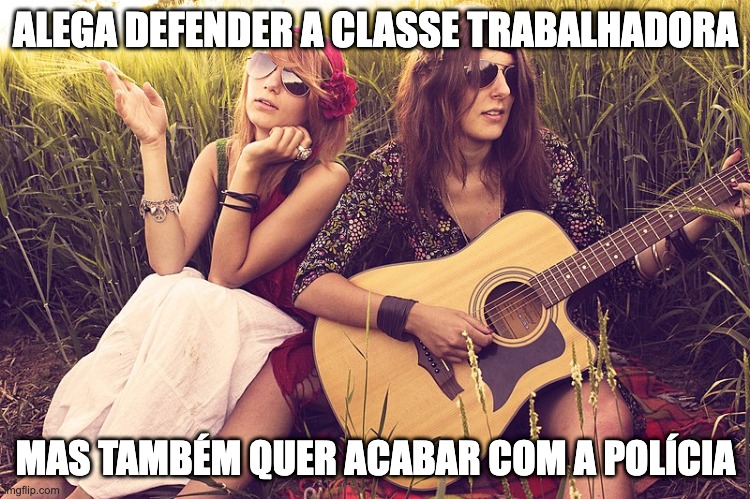 ALEGA DEFENDER A CLASSE TRABALHADORA
MAS TAMBÉM QUER ACABAR COM A POLÍCIA
imgflip.com